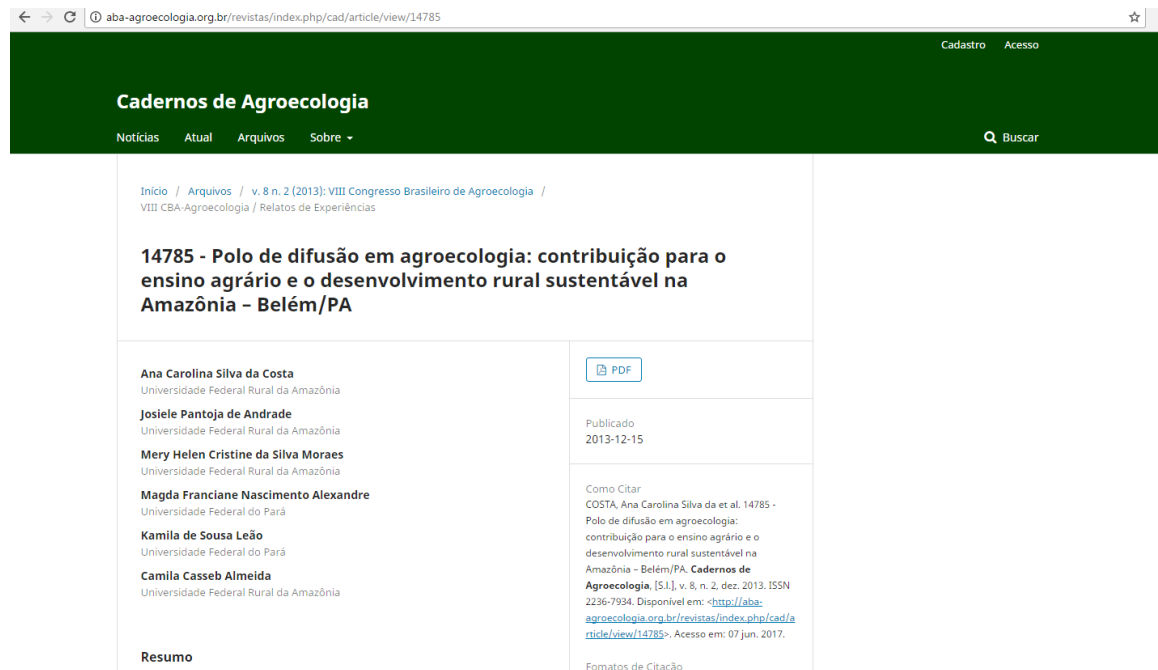 aba-agroecologia.org.br/revistas/index.php/cad/article/view/14785
Cadastro Acesso
Cadernos de Agroecologia
Notícias Atual Arquivos Sobre
Buscar
Início / Arquivos / v. 8 n. 2 (2013): VIII Congresso Brasileiro de Agroecologia /
VIII CBA-Agroecologia / Relatos de Experiências
14785 - Polo de difusão em agroecologia: contribuição para o
ensino agrário e o desenvolvimento rural sustentável na
Amazônia – Belém/PA
Ana Carolina Silva da Costa
Universidade Federal Rural da Amazônia
Josiele Pantoja de Andrade
Universidade Federal Rural da Amazônia
Mery Helen Cristine da Silva Moraes
Universidade Federal Rural da Amazônia
Magda Franciane Nascimento Alexandre
Universidade Federal do Pará
Kamila de Sousa Leão
Universidade Federal do Pará
Camila Casseb Almeida
Universidade Federal Rural da Amazônia
Resumo
PDF
Publicado
2013-12-15
Como Citar
COSTA, Ana Carolina Silva da et al. 14785 -
Polo de difusão em agroecologia:
contribuição para o ensino agrário e o
desenvolvimento rural sustentável na
Amazônia – Belém/PA. Cadernos de
Agroecologia, [S.l.], v. 8, n. 2, dez. 2013. ISSN
2236-7934. Disponível em: <http://aba-
agroecologia.org.br/revistas/index.php/cad/a
rticle/view/14785>. Acesso em: 07 jun. 2017.
Fomatos de Citação